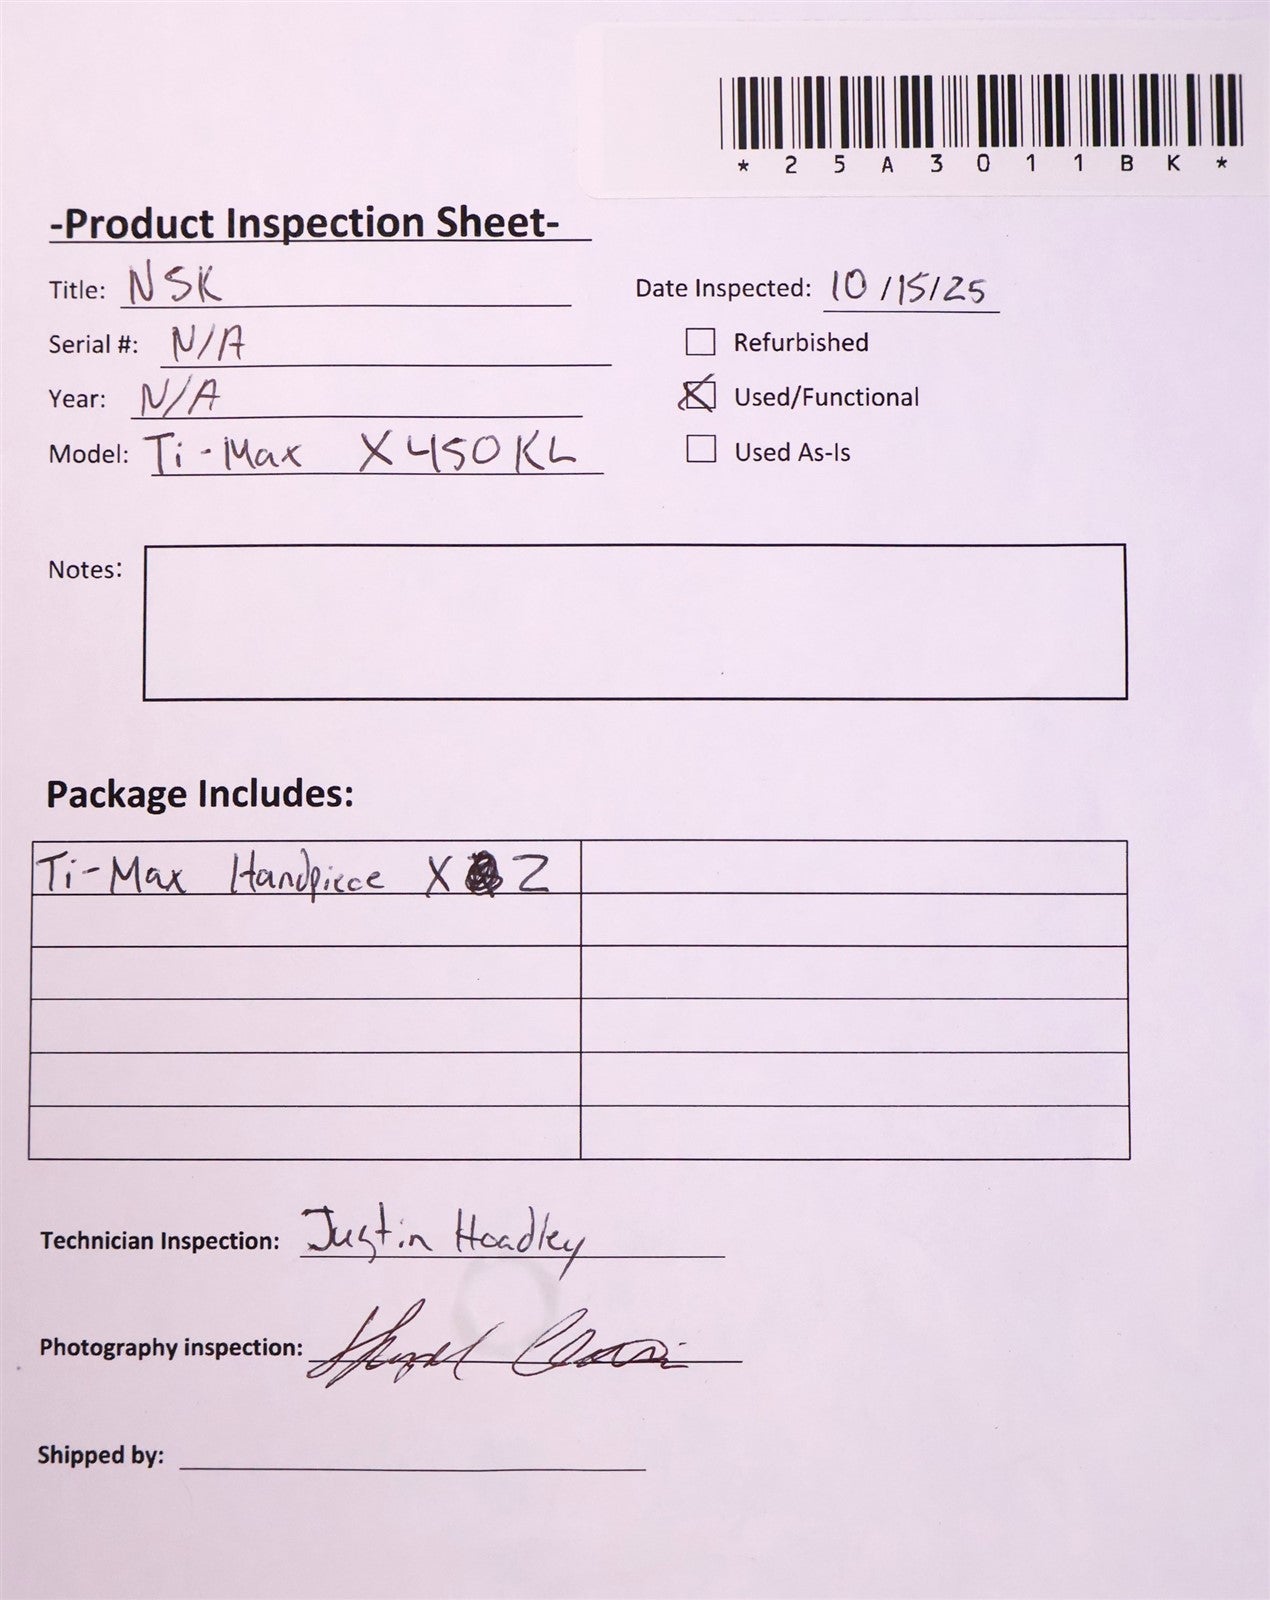 *25A3011BK*
-Product Inspection Sheet-
Title: NSK
Date Inspected: 10/15/25
Serial #: N/A
Refurbished
Year: N/A
Used/Functional
Model: Ti-Max X450KL
Used As-Is
Notes:
Package Includes:
Ti-Max Handpiece X 2
Technician Inspection: Justin Hoadley
Photography inspection:
Shipped by: